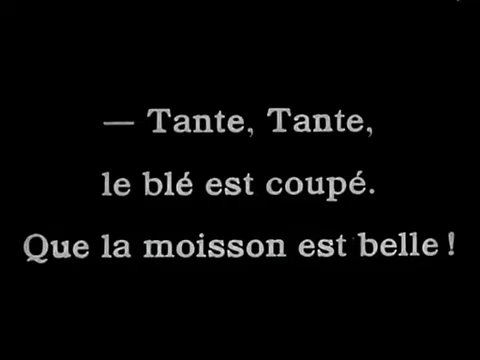 — Tante, Tante,
le blé est coupé.
Que la moisson est belle !